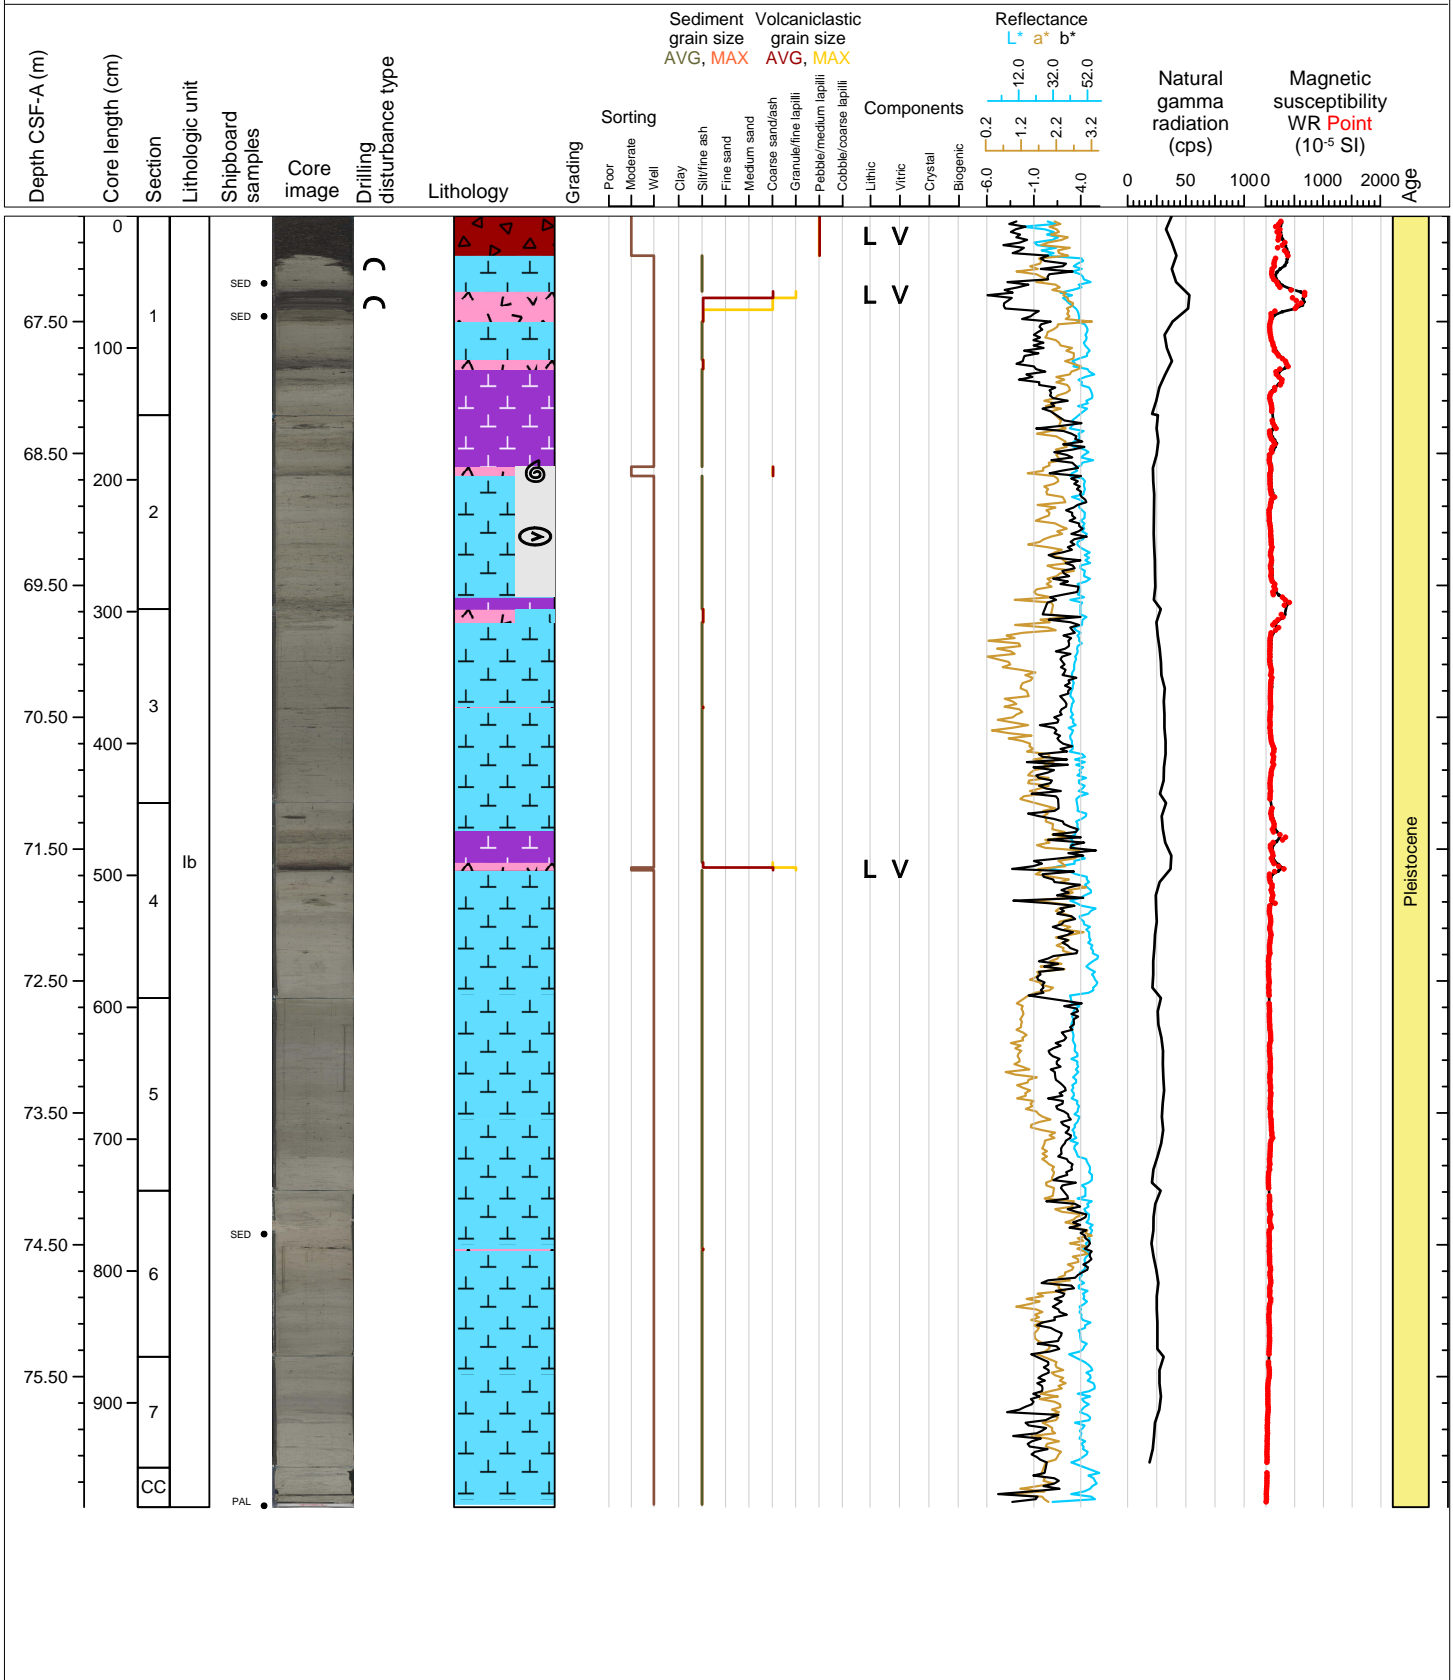 Depth CSF-A (m)
Core length (cm)
Section
Lithologic unit
Shipboard
samples
Core
image
Drilling
disturbance type
Lithology
Grading
Sorting
Poor
Moderate
Well
Sediment
grain size
AVG, MAX
Volcaniclastic
grain size
AVG, MAX
Clay
Silt/fine ash
Fine sand
Medium sand
Coarse sand/ash
Granule/fine lapilli
Pebble/medium lapilli
Cobble/coarse lapilli
Components
Lithic
Vitric
Crystal
Biogenic
Reflectance
L* a* b*
12.0 32.0 52.0
0.2 1.2 2.2 3.2
-6.0 -1.0 4.0
Natural
gamma
radiation
(cps)
0 50 100
Magnetic
susceptibility
WR Point
(10-5 SI)
0 1000 2000
Age
0
L V
SED
L V
SED
1
67.50
100
68.50
200
2
69.50
300
3
70.50
400
71.50
Ib
L V
500
4
Pleistocene
72.50
600
5
73.50
700
SED
74.50
800
6
75.50
900
7
CC
PAL